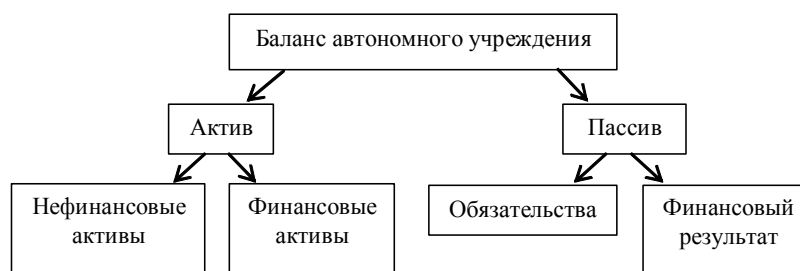 Баланс автономного учреждения
Актив
Пассив
Нефинансовые
активы
Финансовые
активы
Обязательства
Финансовый
результат